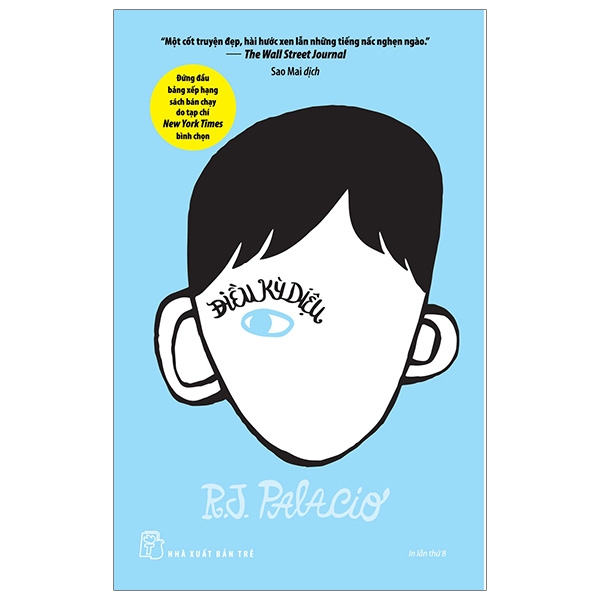 “Một cốt truyện đẹp, hài hước xen lẫn những tiếng nấc nghẹn ngào.”
— The Wall Street Journal
Sao Mai dịch
Đứng đầu
bảng xếp hạng
sách bán chạy
do tạp chí
New York Times
bình chọn
ĐIỀU KỲ DIỆU
R.J. PALACIO
NHÀ XUẤT BẢN TRẺ
In lần thứ 8